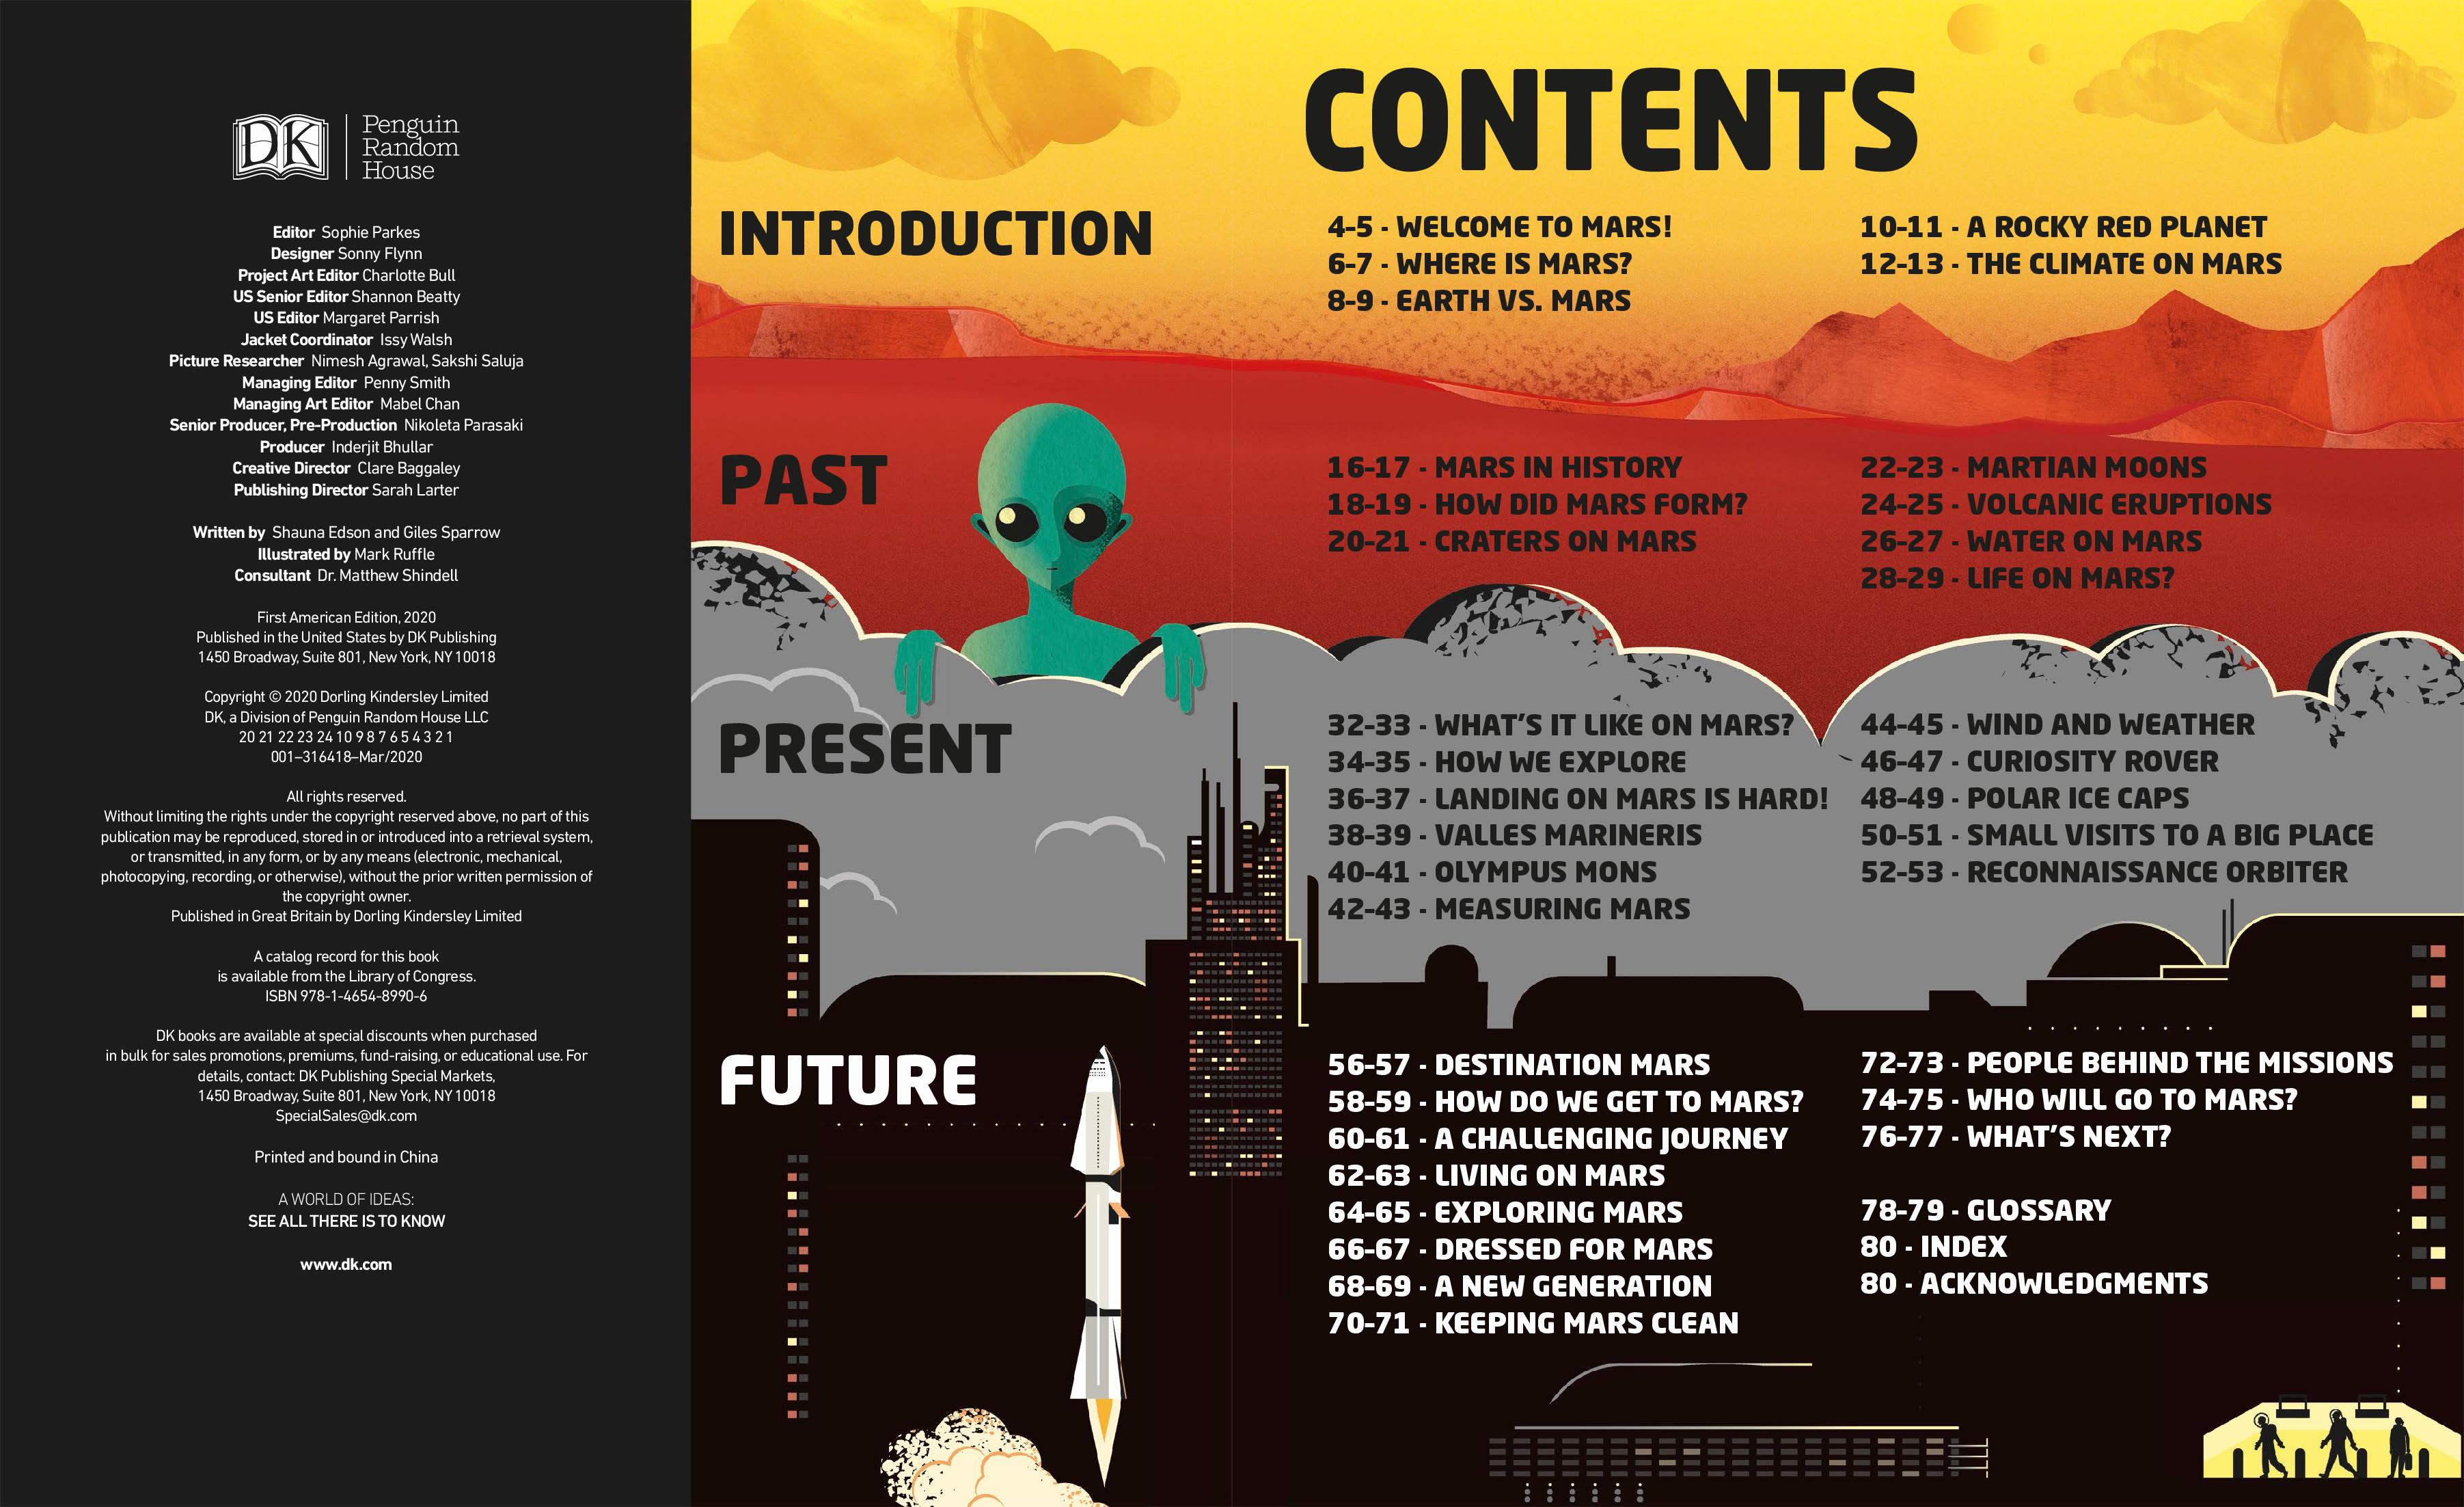 DK
Penguin
Random
House
Editor Sophie Parkes
Designer Sonny Flynn
Project Art Editor Charlotte Bull
US Senior Editor Shannon Beatty
US Editor Margaret Parrish
Jacket Coordinator Issy Walsh
Picture Researcher Nimesh Agrawal, Sakshi Saluja
Managing Editor Penny Smith
Managing Art Editor Mabel Chan
Senior Producer, Pre-Production Nikoleta Parasaki
Producer Inderjit Bhullar
Creative Director Clare Baggaley
Publishing Director Sarah Larter
Written by Shauna Edson and Giles Sparrow
Illustrated by Mark Ruffle
Consultant Dr. Matthew Shindell
First American Edition, 2020
Published in the United States by DK Publishing
1450 Broadway, Suite 801, New York, NY 10018
Copyright © 2020 Dorling Kindersley Limited
DK, a Division of Penguin Random House LLC
20 21 22 23 24 10 9 8 7 6 5 4 3 2 1
001–316418–Mar/2020
All rights reserved.
Without limiting the rights under the copyright reserved above, no part of this
publication may be reproduced, stored in or introduced into a retrieval system,
or transmitted, in any form, or by any means (electronic, mechanical,
photocopying, recording, or otherwise), without the prior written permission of
the copyright owner.
Published in Great Britain by Dorling Kindersley Limited
A catalog record for this book
is available from the Library of Congress.
ISBN 978-1-4654-8990-6
DK books are available at special discounts when purchased
in bulk for sales promotions, premiums, fund-raising, or educational use. For
details, contact: DK Publishing Special Markets,
1450 Broadway, Suite 801, New York, NY 10018
SpecialSales@dk.com
Printed and bound in China
A WORLD OF IDEAS:
SEE ALL THERE IS TO KNOW
www.dk.com
CONTENTS
INTRODUCTION
4-5 - WELCOME TO MARS!
6-7 - WHERE IS MARS?
8-9 - EARTH VS. MARS
10-11 - A ROCKY RED PLANET
12-13 - THE CLIMATE ON MARS
PAST
16-17 - MARS IN HISTORY
18-19 - HOW DID MARS FORM?
20-21 - CRATERS ON MARS
22-23 - MARTIAN MOONS
24-25 - VOLCANIC ERUPTIONS
26-27 - WATER ON MARS
28-29 - LIFE ON MARS?
PRESENT
32-33 - WHAT'S IT LIKE ON MARS?
34-35 - HOW WE EXPLORE
36-37 - LANDING ON MARS IS HARD!
38-39 - VALLES MARINERIS
40-41 - OLYMPUS MONS
42-43 - MEASURING MARS
44-45 - WIND AND WEATHER
46-47 - CURIOSITY ROVER
48-49 - POLAR ICE CAPS
50-51 - SMALL VISITS TO A BIG PLACE
52-53 - RECONNAISSANCE ORBITER
FUTURE
56-57 - DESTINATION MARS
58-59 - HOW DO WE GET TO MARS?
60-61 - A CHALLENGING JOURNEY
62-63 - LIVING ON MARS
64-65 - EXPLORING MARS
66-67 - DRESSED FOR MARS
68-69 - A NEW GENERATION
70-71 - KEEPING MARS CLEAN
72-73 - PEOPLE BEHIND THE MISSIONS
74-75 - WHO WILL GO TO MARS?
76-77 - WHAT'S NEXT?
78-79 - GLOSSARY
80 - INDEX
80 - ACKNOWLEDGMENTS